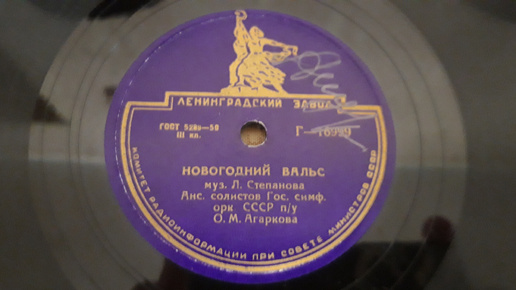 ЛЕНИНГРАДСКИЙ ЗАВОД
ГОСТ 5289—50
III кл.
НОВОГОДНИЙ ВАЛЬС
муз. Л. Степанова
Анс. солистов Гос. симф.
орк. СССР п/у
О. М. Агаркова
КОМИТЕТ РАДИОИНФОРМАЦИИ ПРИ СОВЕТЕ МИНИСТРОВ СССР